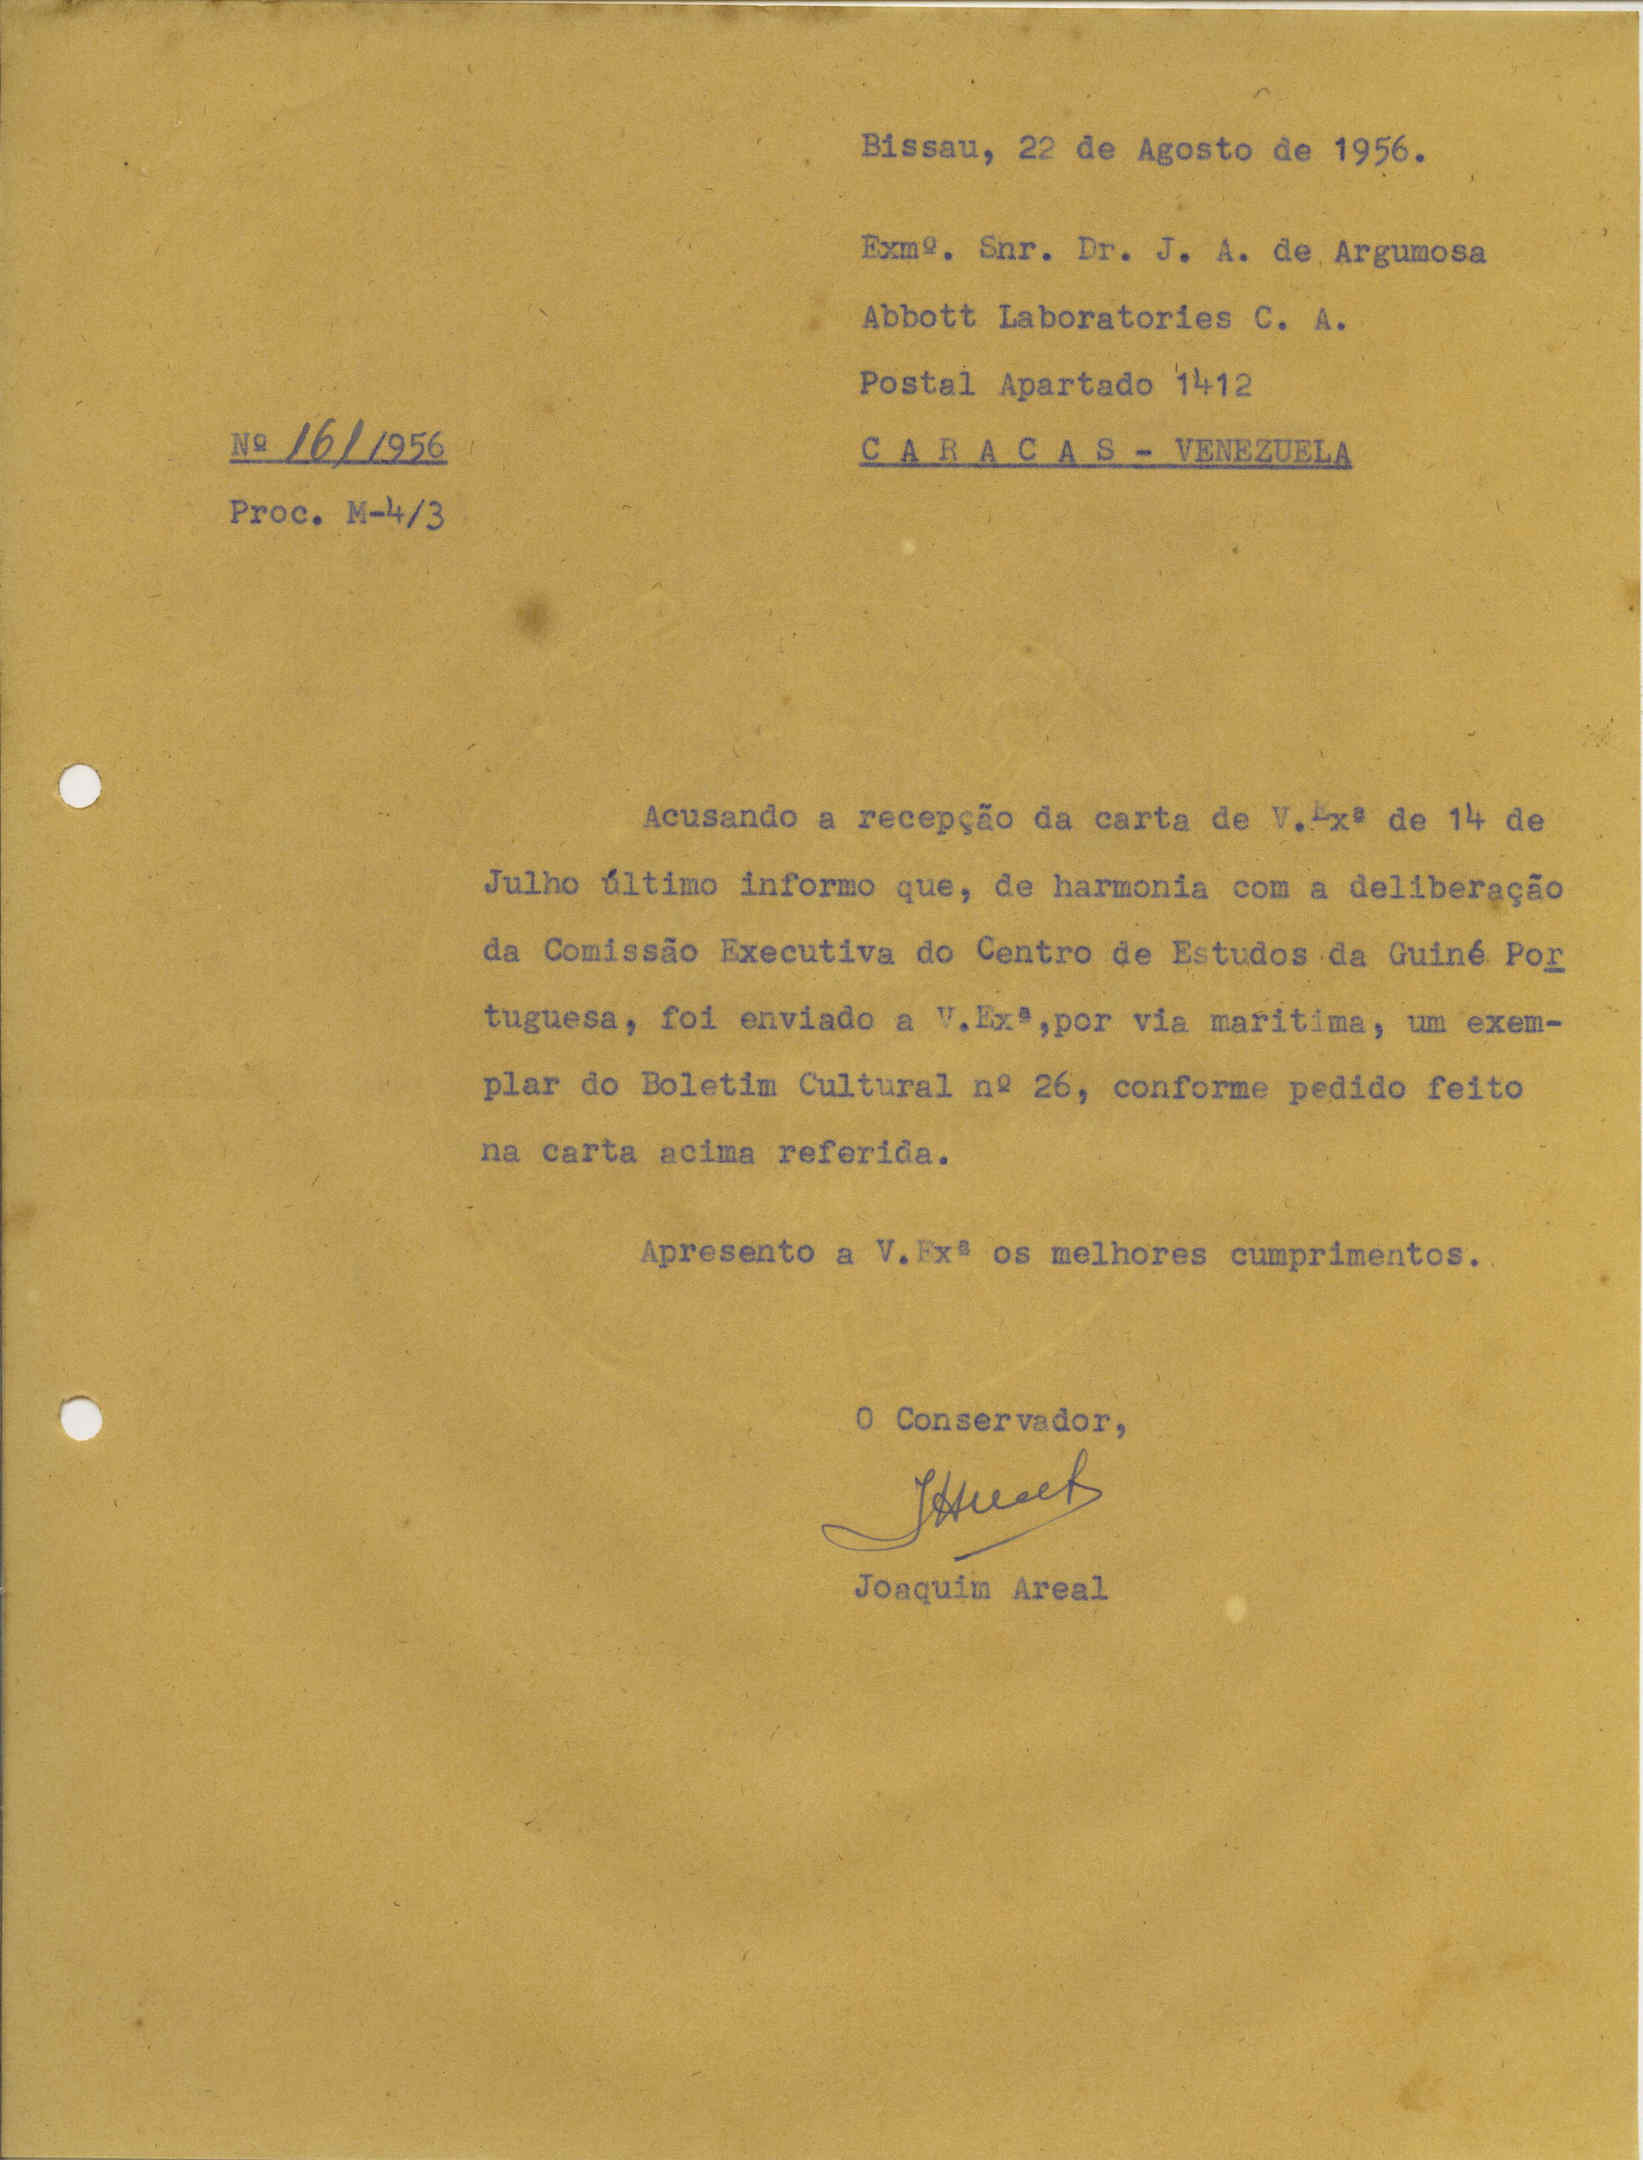 Bissau, 22 de Agosto de 1956.
Exmº. Snr. Dr. J. A. de Argumosa
Abbott Laboratories C. A.
Postal Apartado 1412
C A R A C A S - VENEZUELA
Nº 161/1956
Proc. M-4/3
Acusando a recepção da carta de V.Exª de 14 de
Julho último informo que, de harmonia com a deliberação
da Comissão Executiva do Centro de Estudos da Guiné Por
tuguesa, foi enviado a V.Exª,por via maritima, um exem-
plar do Boletim Cultural nº 26, conforme pedido feito
na carta acima referida.
Apresento a V.Exª os melhores cumprimentos.
O Conservador,
Joaquim Areal